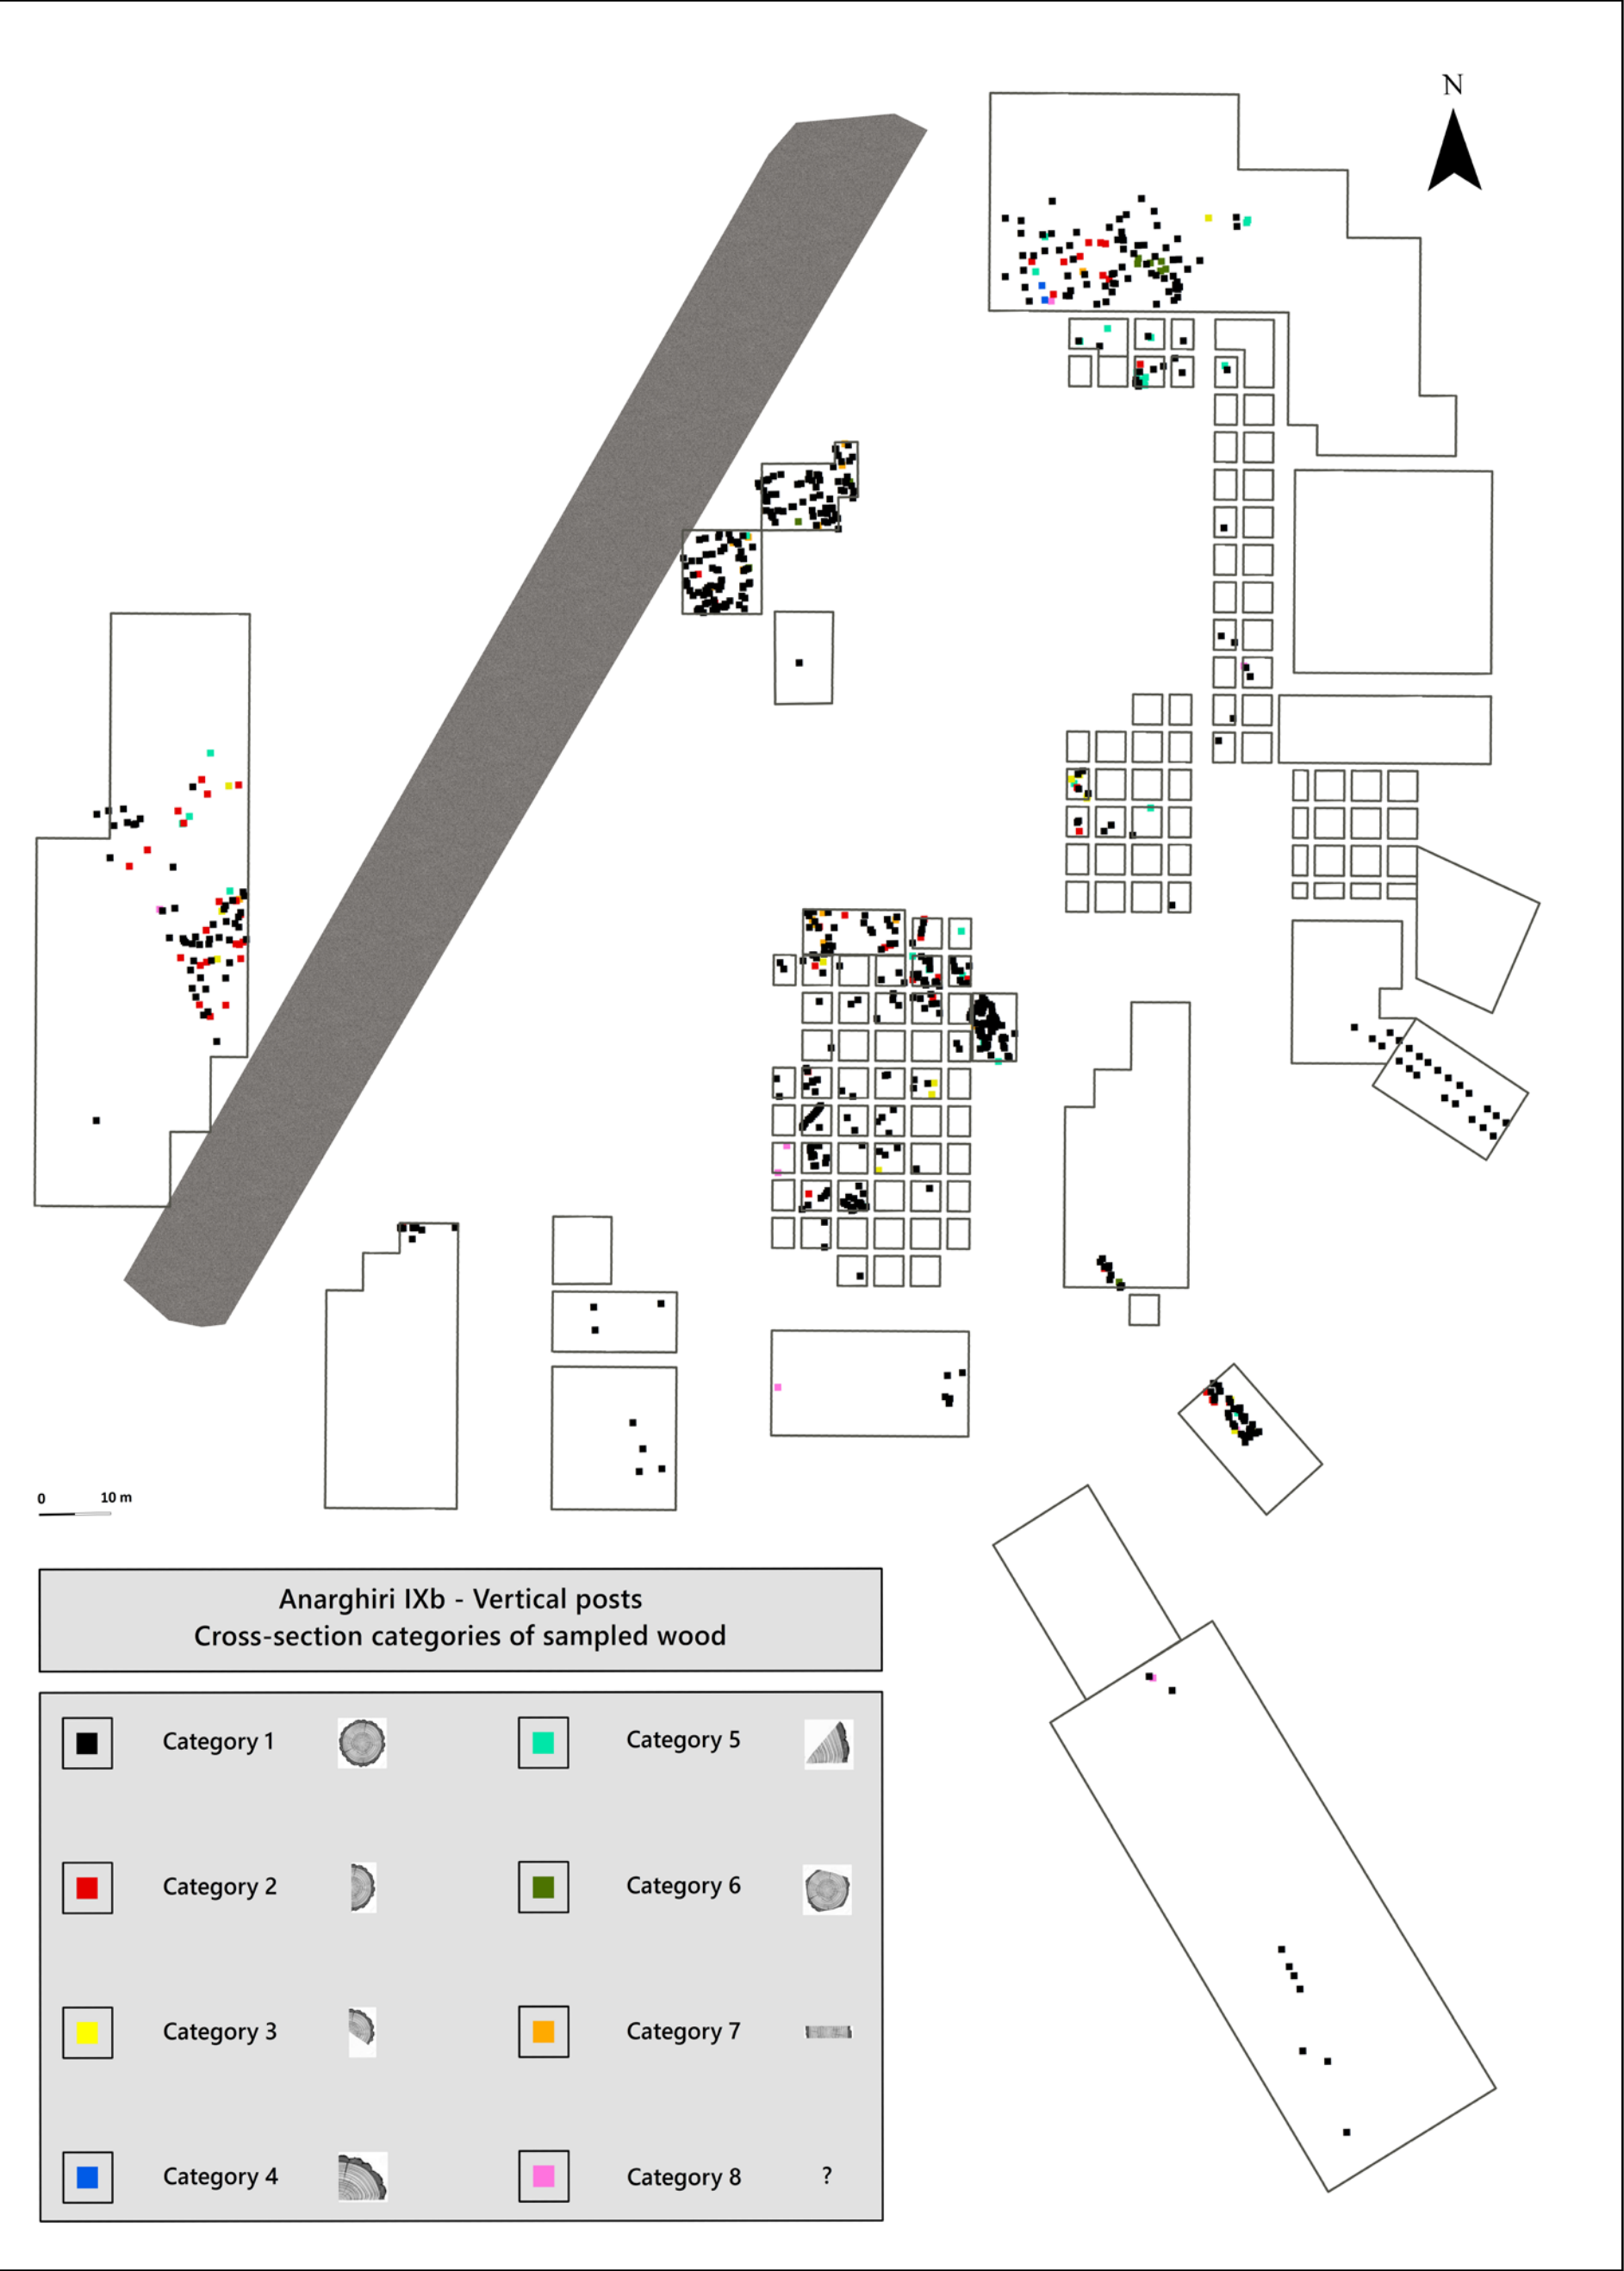 N
0 10 m
Anarghiri IXb - Vertical posts
Cross-section categories of sampled wood
Category 1
Category 5
Category 2
Category 6
Category 3
Category 7
Category 4
Category 8 ?